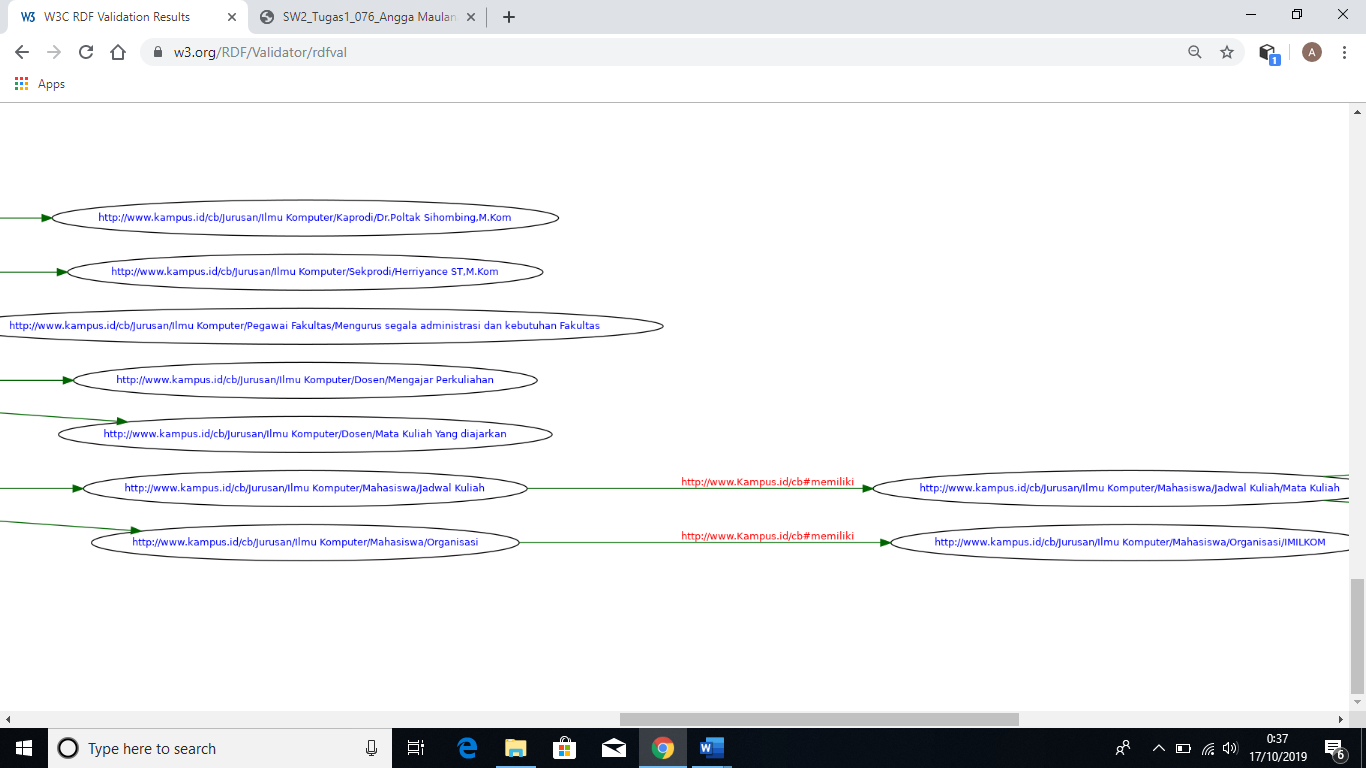 W3C RDF Validation Results
SW2_Tugas1_076_Angga Maulan
w3.org/RDF/Validator/rdfval
1
A
Apps
http://www.kampus.id/cb/Jurusan/Ilmu Komputer/Kaprodi/Dr.Poltak Sihombing,M.Kom
http://www.kampus.id/cb/Jurusan/Ilmu Komputer/Sekprodi/Herriyance ST,M.Kom
http://www.kampus.id/cb/Jurusan/Ilmu Komputer/Pegawai Fakultas/Mengurus segala administrasi dan kebutuhan Fakultas
http://www.kampus.id/cb/Jurusan/Ilmu Komputer/Dosen/Mengajar Perkuliahan
http://www.kampus.id/cb/Jurusan/Ilmu Komputer/Dosen/Mata Kuliah Yang diajarkan
http://www.kampus.id/cb/Jurusan/Ilmu Komputer/Mahasiswa/Jadwal Kuliah
http://www.Kampus.id/cb#memiliki
http://www.kampus.id/cb/Jurusan/Ilmu Komputer/Mahasiswa/Jadwal Kuliah/Mata Kuliah
http://www.kampus.id/cb/Jurusan/Ilmu Komputer/Mahasiswa/Organisasi
http://www.Kampus.id/cb#memiliki
http://www.kampus.id/cb/Jurusan/Ilmu Komputer/Mahasiswa/Organisasi/IMILKOM
Type here to search
0:37
17/10/2019
6